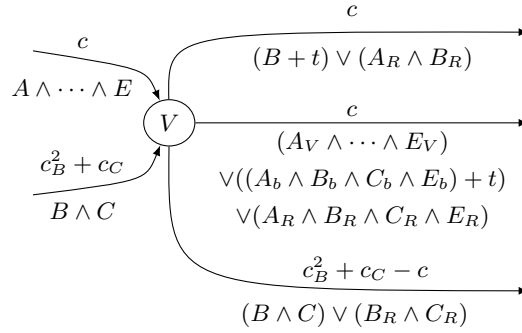 c
(B + t) ∨ (A_R ∧ B_R)
c
A ∧ ⋯ ∧ E
V
c
(A_V ∧ ⋯ ∧ E_V)
∨((A_b ∧ B_b ∧ C_b ∧ E_b) + t)
∨(A_R ∧ B_R ∧ C_R ∧ E_R)
c_B^2 + c_C
B ∧ C
c_B^2 + c_C − c
(B ∧ C) ∨ (B_R ∧ C_R)